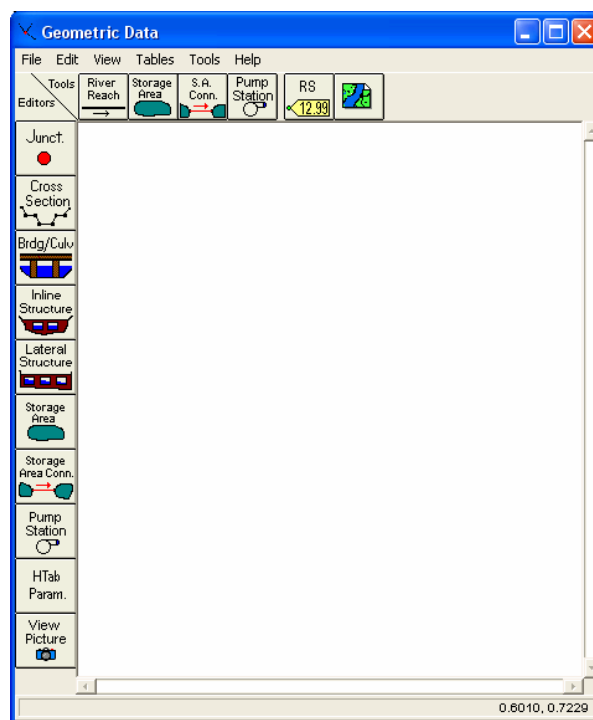 Geometric Data
File Edit View Tables Tools Help
Tools
Editors
River
Reach
Storage
Area
S.A.
Conn.
Pump
Station
RS
12.99
Junct.
Cross
Section
Brdg/Culv
Inline
Structure
Lateral
Structure
Storage
Area
Storage
Area Conn.
Pump
Station
HTab
Param.
View
Picture
0.6010, 0.7229